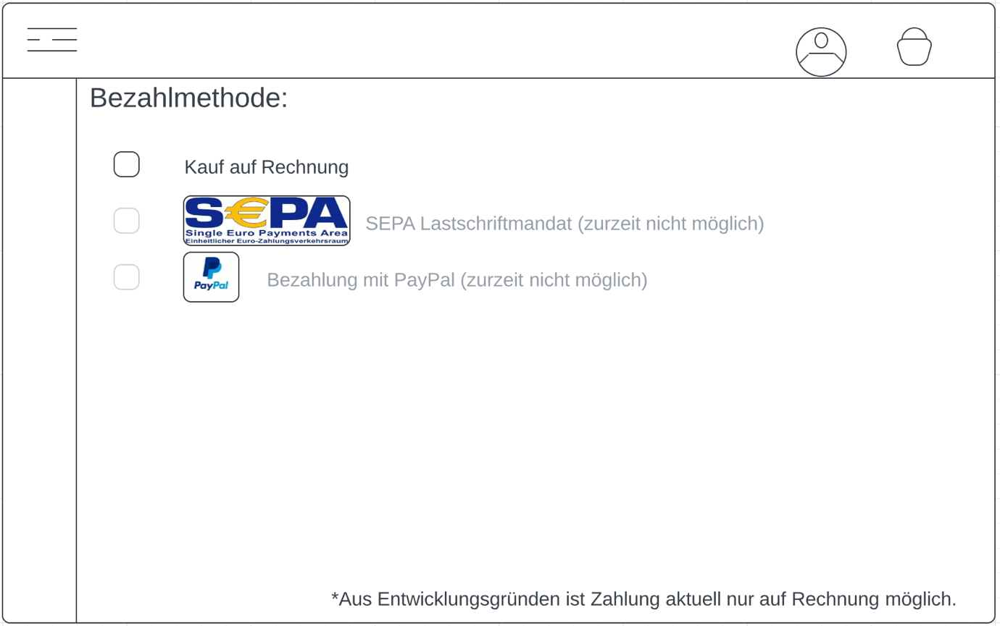 Bezahlmethode:
Kauf auf Rechnung
S€PA
Single Euro Payments Area
Einheitlicher Euro-Zahlungsverkehrsraum
SEPA Lastschriftmandat (zurzeit nicht möglich)
PayPal
Bezahlung mit PayPal (zurzeit nicht möglich)
*Aus Entwicklungsgründen ist Zahlung aktuell nur auf Rechnung möglich.